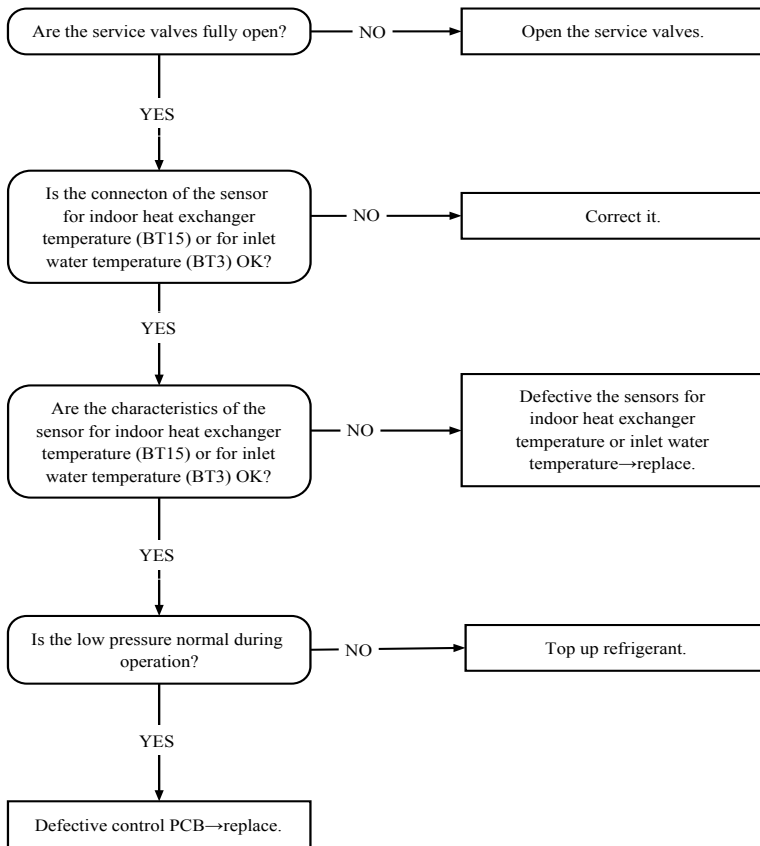 Are the service valves fully open?
NO
Open the service valves.
YES
Is the connecton of the sensor
for indoor heat exchanger
temperature (BT15) or for inlet
water temperature (BT3) OK?
NO
Correct it.
YES
Are the characteristics of the
sensor for indoor heat exchanger
temperature (BT15) or for inlet
water temperature (BT3) OK?
NO
Defective the sensors for
indoor heat exchanger
temperature or inlet water
temperature→replace.
YES
Is the low pressure normal during
operation?
NO
Top up refrigerant.
YES
Defective control PCB→replace.